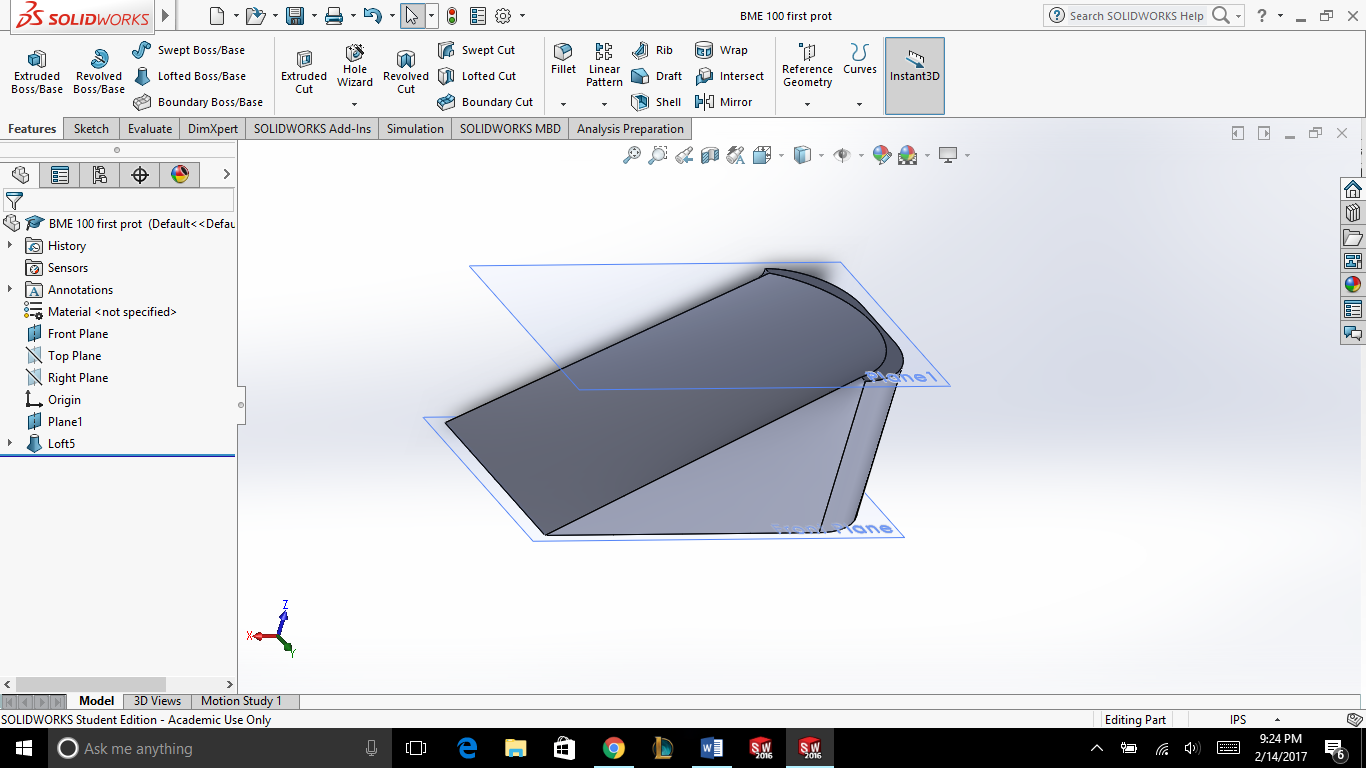 SOLIDWORKS
BME 100 first prot
Search SOLIDWORKS Help
?
Extruded Boss/Base
Revolved Boss/Base
Swept Boss/Base
Lofted Boss/Base
Boundary Boss/Base
Extruded Cut
Hole Wizard
Revolved Cut
Swept Cut
Lofted Cut
Boundary Cut
Fillet
Linear Pattern
Rib
Draft
Shell
Wrap
Intersect
Mirror
Reference Geometry
Curves
Instant3D
Features Sketch Evaluate DimXpert SOLIDWORKS Add-Ins Simulation SOLIDWORKS MBD Analysis Preparation
BME 100 first prot (Default<<Defau
History
Sensors
Annotations
Material <not specified>
Front Plane
Top Plane
Right Plane
Origin
Plane1
Loft5
Plane1
Plane
Z
X
Y
Model 3D Views Motion Study 1
SOLIDWORKS Student Edition - Academic Use Only
Editing Part
IPS
Ask me anything
9:24 PM
2/14/2017
SW 2016
SW 2016
6